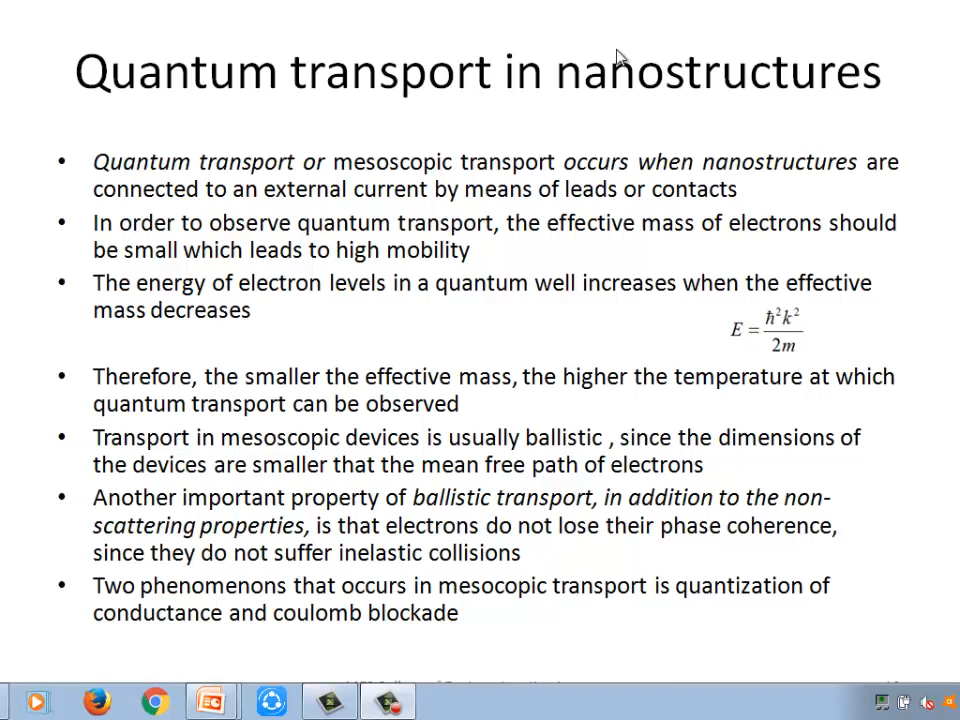 Quantum transport in nanostructures
• Quantum transport or mesoscopic transport occurs when nanostructures are
connected to an external current by means of leads or contacts
• In order to observe quantum transport, the effective mass of electrons should
be small which leads to high mobility
• The energy of electron levels in a quantum well increases when the effective
mass decreases
E = ħ²k² / 2m
• Therefore, the smaller the effective mass, the higher the temperature at which
quantum transport can be observed
• Transport in mesoscopic devices is usually ballistic , since the dimensions of
the devices are smaller that the mean free path of electrons
• Another important property of ballistic transport, in addition to the non-
scattering properties, is that electrons do not lose their phase coherence,
since they do not suffer inelastic collisions
• Two phenomenons that occurs in mesocopic transport is quantization of
conductance and coulomb blockade